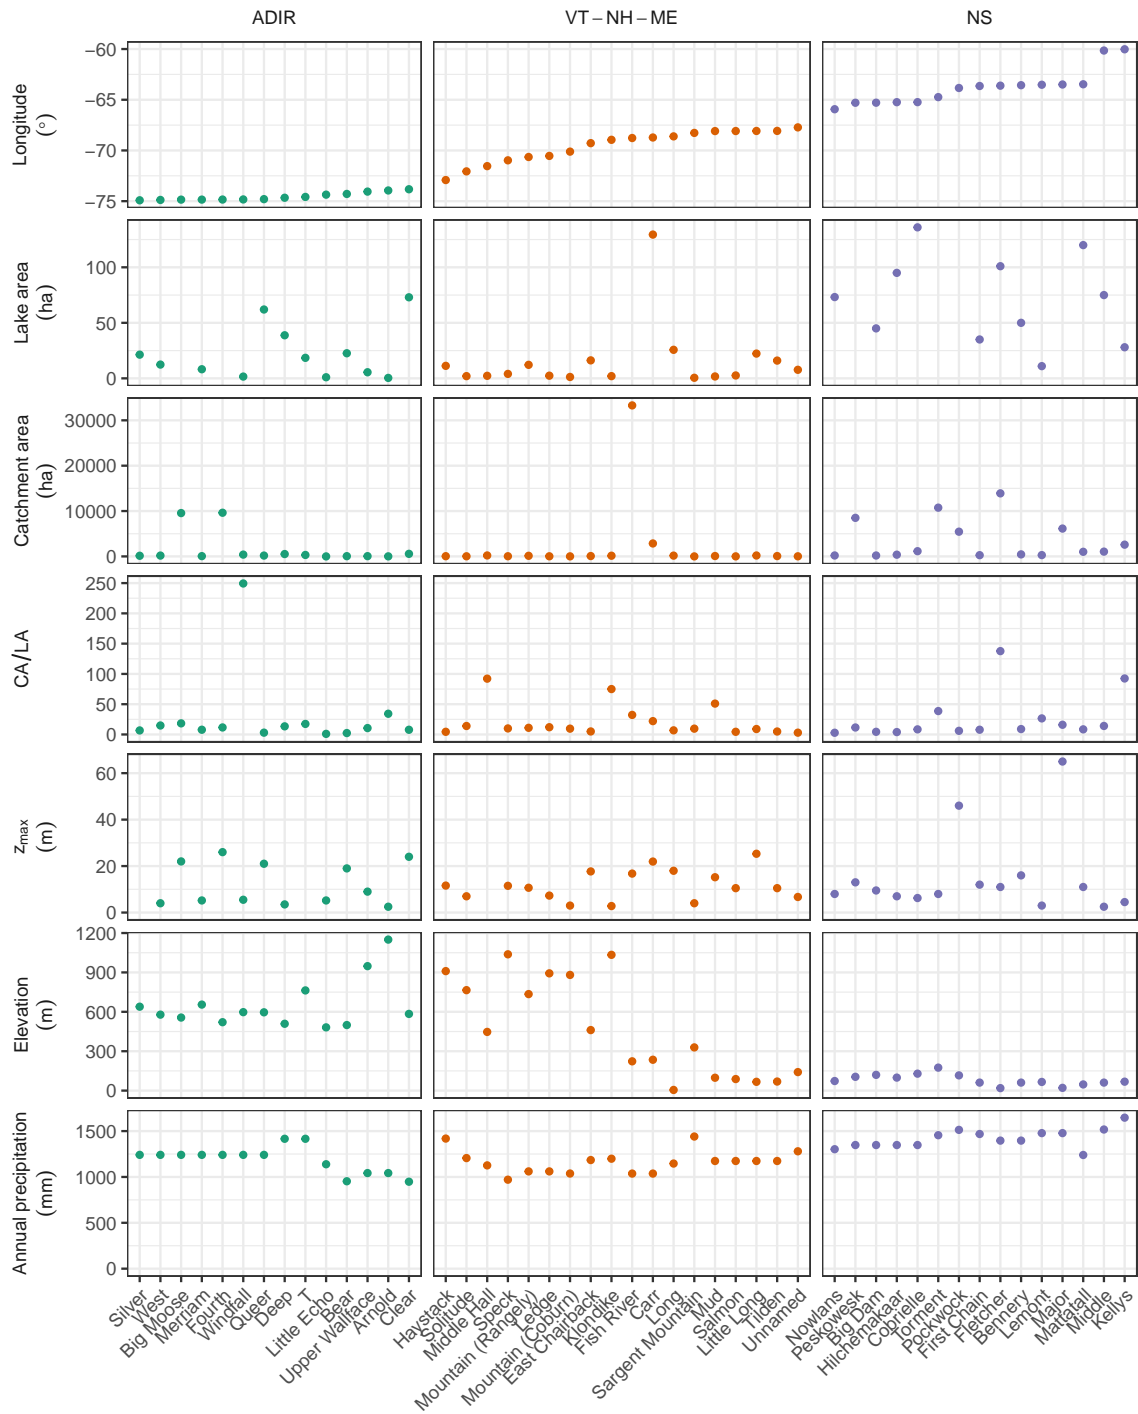 ADIR
VT – NH – ME
NS
Longitude
(°)
−60
−65
−70
−75
Lake area
(ha)
100
50
0
Catchment area
(ha)
30000
20000
10000
0
CA/LA
250
200
150
100
50
0
zmax
(m)
60
40
20
0
Elevation
(m)
1200
900
600
300
0
Annual precipitation
(mm)
1500
1000
500
0
Silver
West
Big Moose
Merriam
Fourth
Windfall
Queer
Deep
T
Little Echo
Bear
Upper Wallface
Arnold
Clear
Haystack
Solitude
Middle Hall
Speck
Mountain (Rangely)
Ledge
Mountain (Coburn)
East Chairback
Klondike
Fish River
Carr
Long
Sargent Mountain
Mud
Salmon
Little Long
Tilden
Unnamed
Nowlans
Peskowesk
Big Dam
Hilchemakaar
Cobrielle
Torment
Pockwock
First Chain
Fletcher
Bennery
Lemont
Major
Mattatall
Middle
Kellys